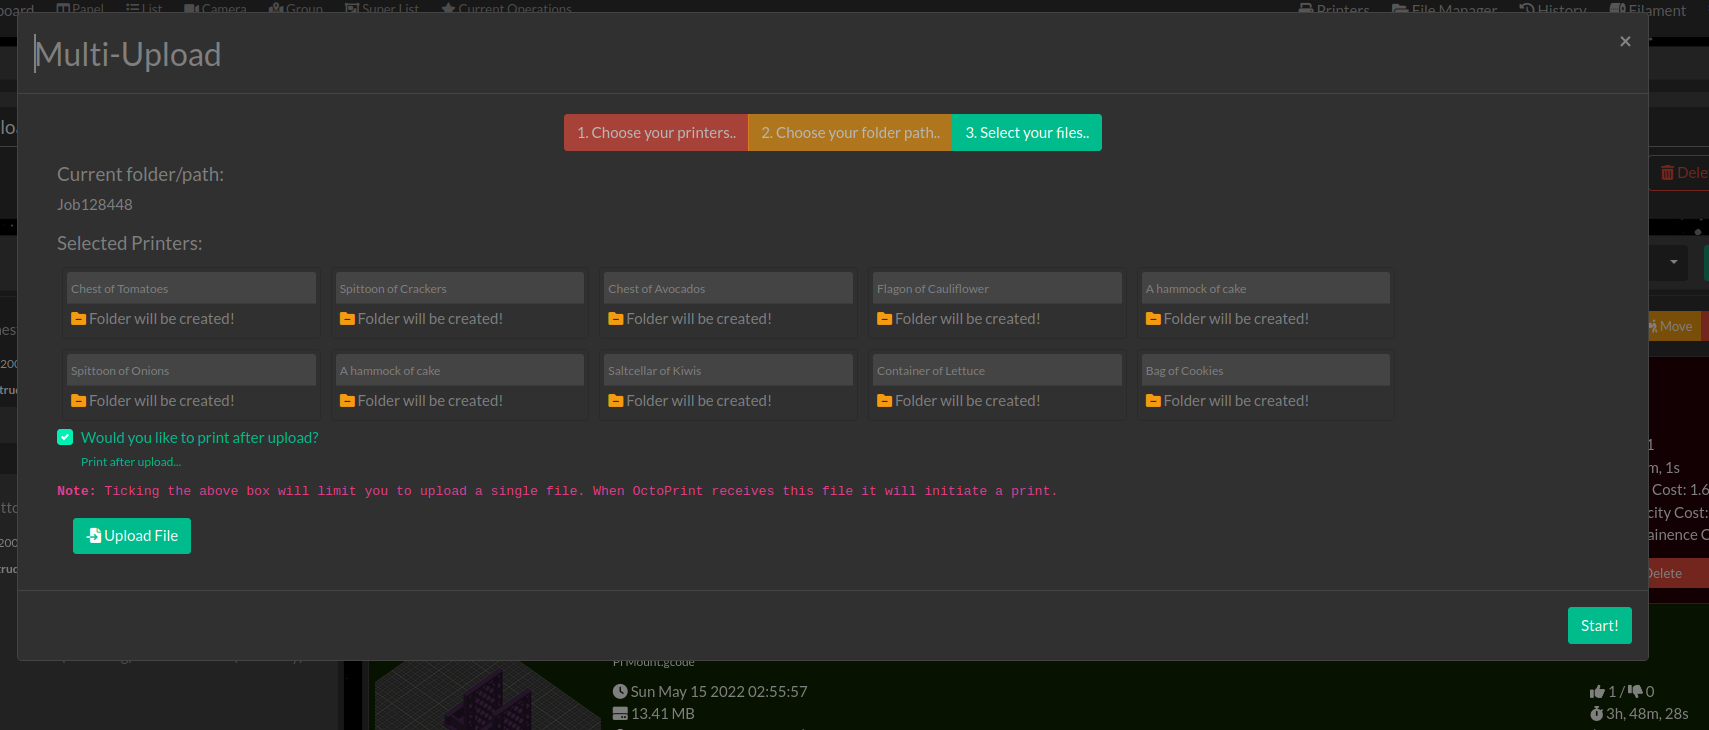 board Panel List Camera Group Super List Current Operations Printers File Manager History Filament
Multi-Upload
×
1. Choose your printers.. 2. Choose your folder path.. 3. Select your files..
Current folder/path:
Job128448
Selected Printers:
Chest of Tomatoes Spittoon of Crackers Chest of Avocados Flagon of Cauliflower A hammock of cake
Folder will be created! Folder will be created! Folder will be created! Folder will be created! Folder will be created!
Move
Spittoon of Onions A hammock of cake Saltcellar of Kiwis Container of Lettuce Bag of Cookies
Folder will be created! Folder will be created! Folder will be created! Folder will be created! Folder will be created!
Would you like to print after upload?
Print after upload...
m, 1s
Note: Ticking the above box will limit you to upload a single file. When OctoPrint receives this file it will initiate a print.
Cost: 1.6
city Cost:
Upload File
ainence C
Delete
Start!
Pi Mount.gcode
Sun May 15 2022 02:55:57 1 / 0
13.41 MB 3h, 48m, 28s